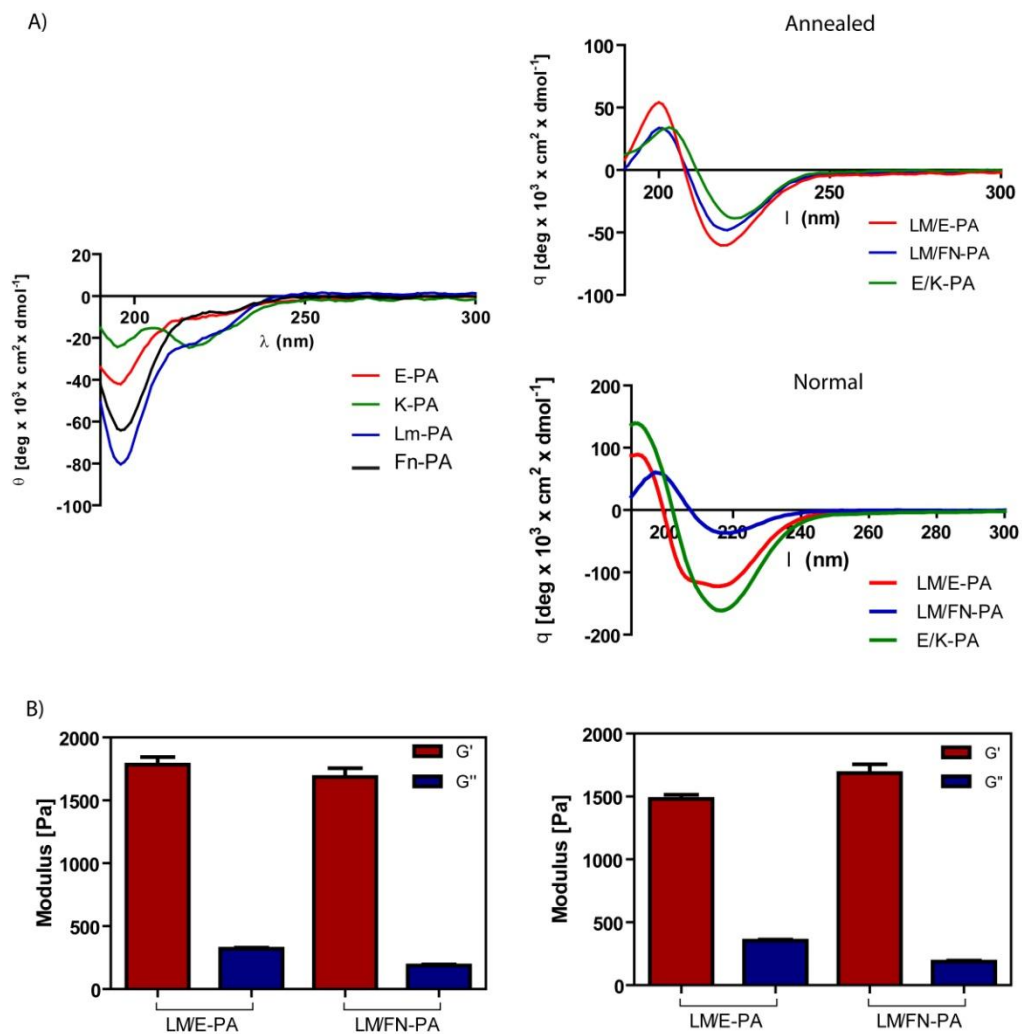 A)
Annealed
q [deg x 10³ x cm² x dmol⁻¹]
100
50
0
-50
-100
200
250
300
l (nm)
LM/E-PA
LM/FN-PA
E/K-PA
θ [deg x 10³ x cm² x dmol⁻¹]
20
0
-20
-40
-60
-80
-100
200
250
300
λ (nm)
E-PA
K-PA
Lm-PA
Fn-PA
Normal
q [deg x 10³ x cm² x dmol⁻¹]
200
100
0
-100
-200
200
220
240
260
280
300
l (nm)
LM/E-PA
LM/FN-PA
E/K-PA
B)
Modulus [Pa]
2000
1500
1000
500
0
G'
G''
LM/E-PA
LM/FN-PA
Modulus [Pa]
2000
1500
1000
500
0
G'
G"
LM/E-PA
LM/FN-PA